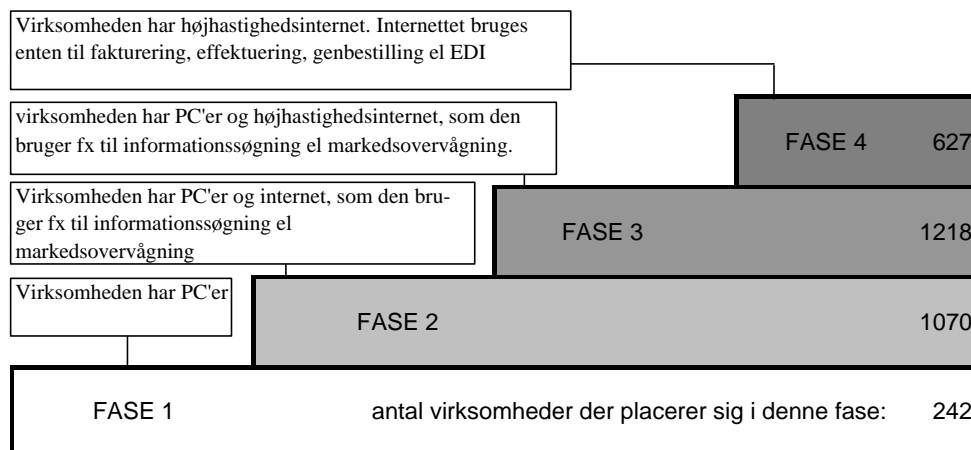 Virksomheden har højhastighedsinternet. Internettet bruges
enten til fakturering, effektuering, genbestilling el EDI
virksomheden har PC'er og højhastighedsinternet, som den
bruger fx til informationssøgning el markedsovervågning.
FASE 4 627
Virksomheden har PC'er og internet, som den bru-
ger fx til informationssøgning el
markedsovervågning
FASE 3 1218
Virksomheden har PC'er
FASE 2 1070
FASE 1 antal virksomheder der placerer sig i denne fase: 242